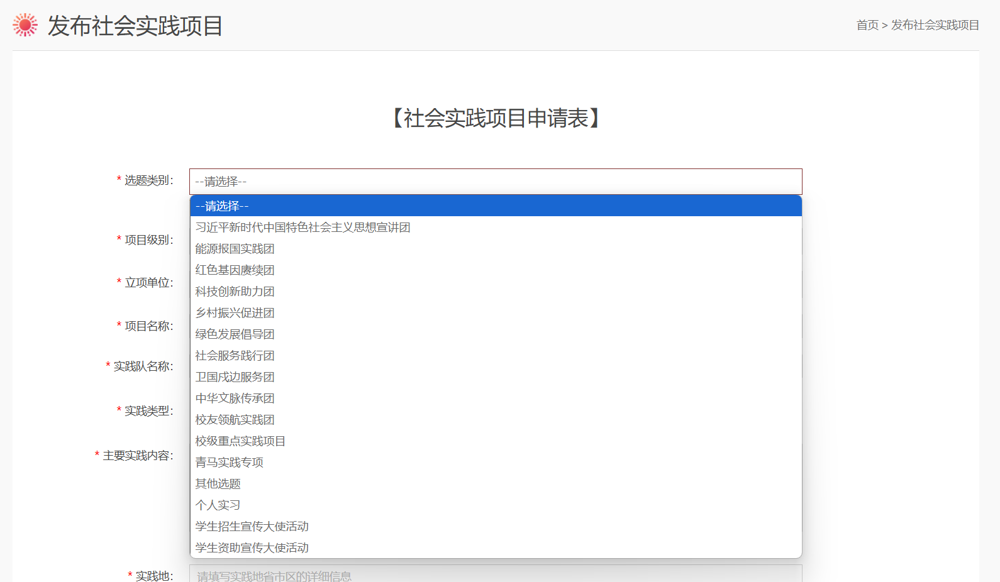 发布社会实践项目
首页 > 发布社会实践项目
【社会实践项目申请表】
* 选题类别：
--请选择--
--请选择--
习近平新时代中国特色社会主义思想宣讲团
* 项目级别：
能源报国实践团
红色基因赓续团
* 立项单位：
科技创新助力团
乡村振兴促进团
* 项目名称：
绿色发展倡导团
社会服务践行团
* 实践队名称：
卫国戍边服务团
中华文脉传承团
* 实践类型：
校友领航实践团
校级重点实践项目
* 主要实践内容：
青马实践专项
其他选题
个人实习
学生招生宣传大使活动
学生资助宣传大使活动
* 实践地：
请填写实践地省市区的详细信息